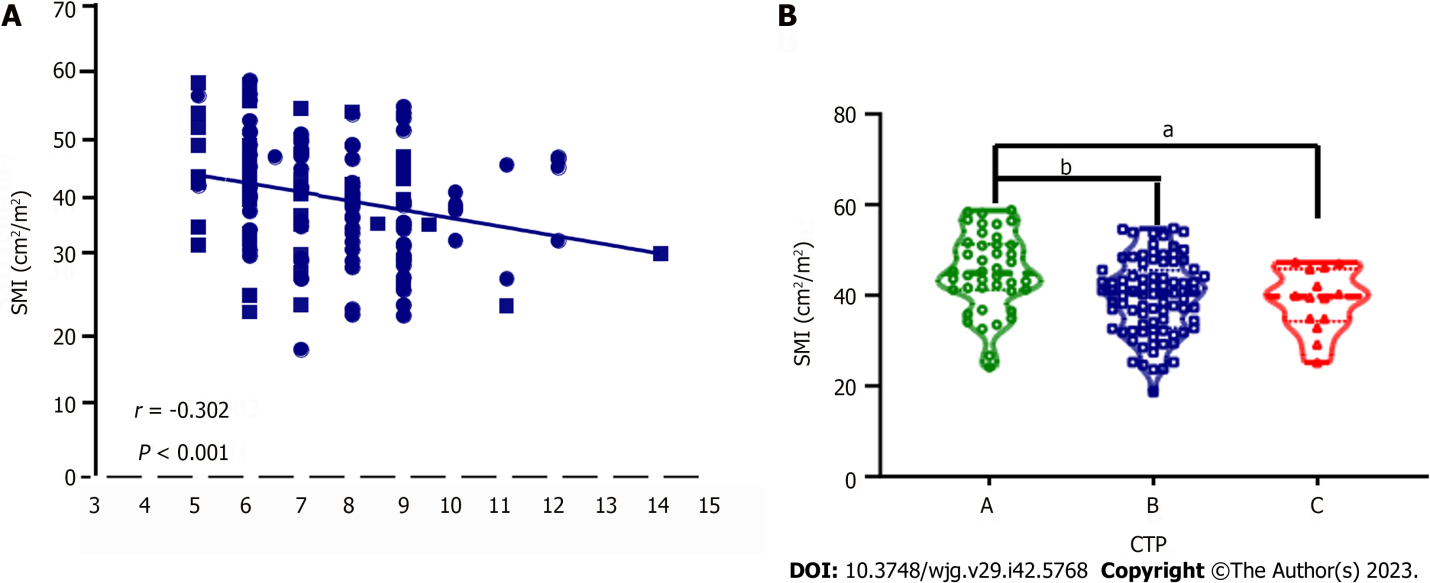 A
70
60
50
40
30
20
10
0
SMI (cm²/m²)
r = -0.302
P < 0.001
3 4 5 6 7 8 9 10 11 12 13 14 15
B
80
60
40
20
0
SMI (cm²/m²)
a
b
A B C
CTP
DOI: 10.3748/wjg.v29.i42.5768 Copyright ©The Author(s) 2023.